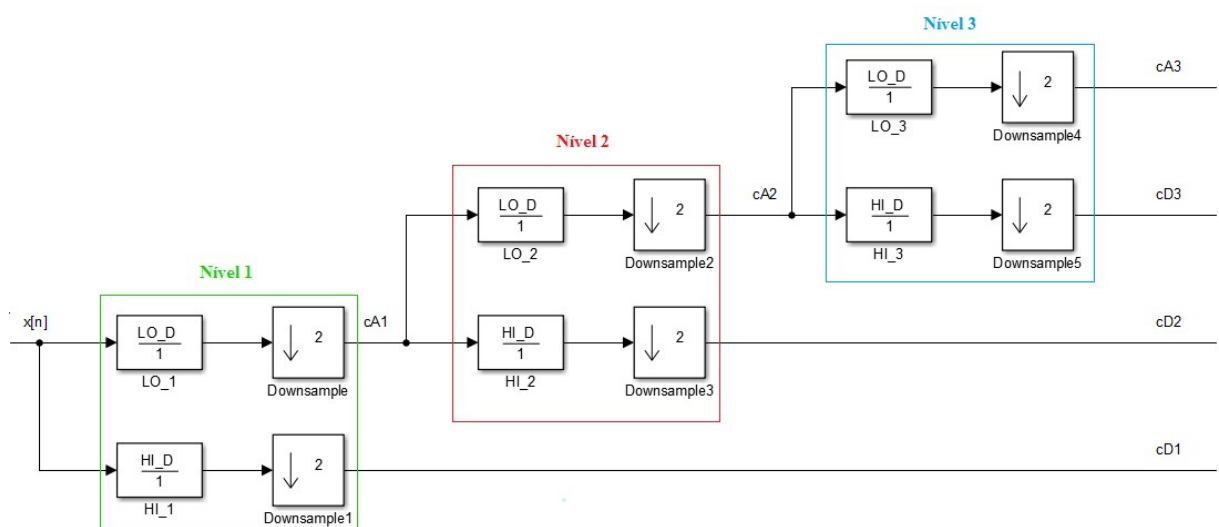 Nível 3
cA3
LO_D
1
LO_3
2
Downsample4
Nível 2
cA2
cD3
LO_D
1
LO_2
2
Downsample2
HI_D
1
HI_3
2
Downsample5
Nível 1
x[n]
cA1
cD2
LO_D
1
LO_1
2
Downsample
HI_D
1
HI_2
2
Downsample3
cD1
HI_D
1
HI_1
2
Downsample1